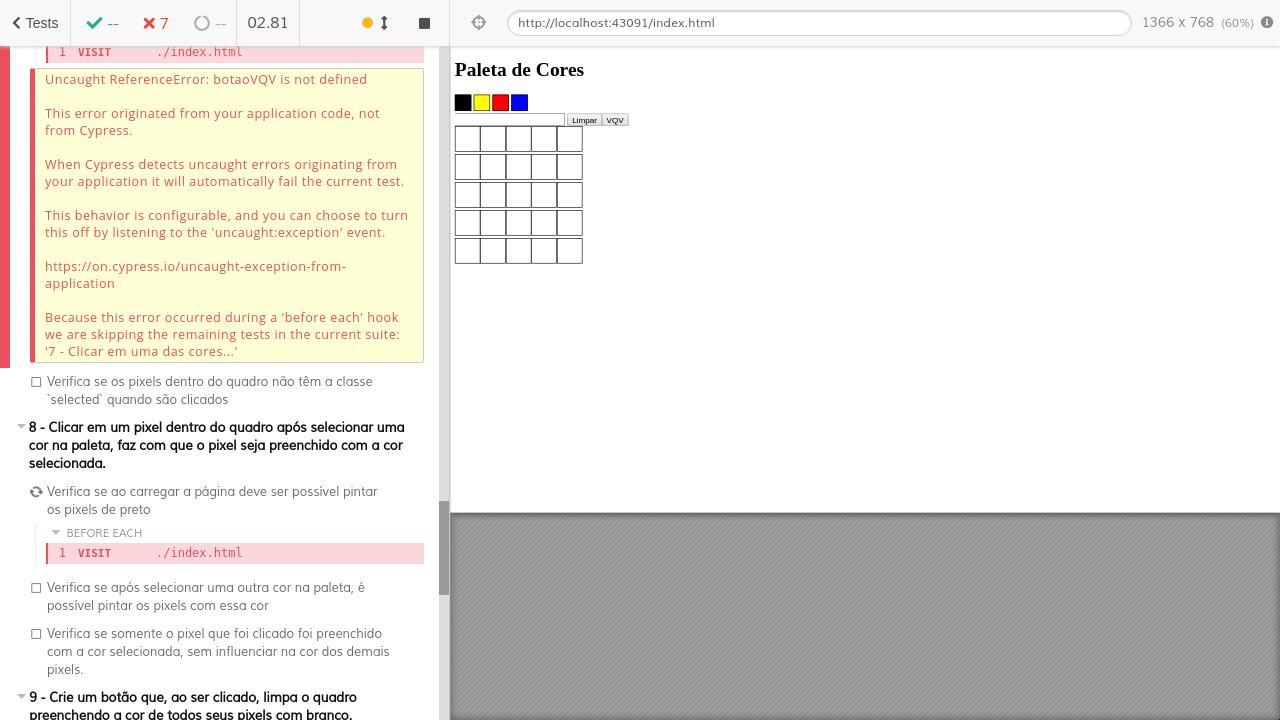 Tests
--
7
--
02.81
http://localhost:43091/index.html
1366 x 768 (60%)
1 VISIT ./index.html
Uncaught ReferenceError: botaoVQV is not defined
This error originated from your application code, not
from Cypress.
When Cypress detects uncaught errors originating from
your application it will automatically fail the current test.
This behavior is configurable, and you can choose to turn
this off by listening to the 'uncaught:exception' event.
https://on.cypress.io/uncaught-exception-from-
application
Because this error occurred during a 'before each' hook
we are skipping the remaining tests in the current suite:
'7 - Clicar em uma das cores...'
Verifica se os pixels dentro do quadro não têm a classe
`selected` quando são clicados
8 - Clicar em um pixel dentro do quadro após selecionar uma
cor na paleta, faz com que o pixel seja preenchido com a cor
selecionada.
Verifica se ao carregar a página deve ser possível pintar
os pixels de preto
BEFORE EACH
1 VISIT ./index.html
Verifica se após selecionar uma outra cor na paleta, é
possível pintar os pixels com essa cor
Verifica se somente o pixel que foi clicado foi preenchido
com a cor selecionada, sem influenciar na cor dos demais
pixels.
9 - Crie um botão que, ao ser clicado, limpa o quadro
preenchendo a cor de todos seus pixels com branco.
Paleta de Cores
Limpar VQV